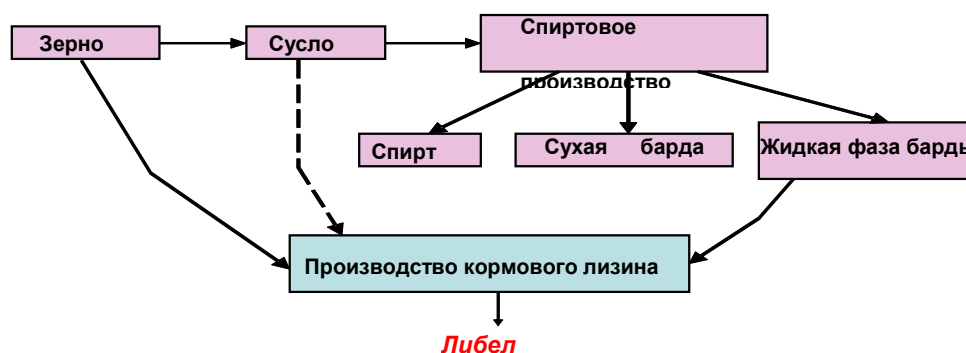 Спиртовое
Зерно
Сусло
производство
Спирт
Сухая барда
Жидкая фаза барды
Производство кормового лизина
Либел